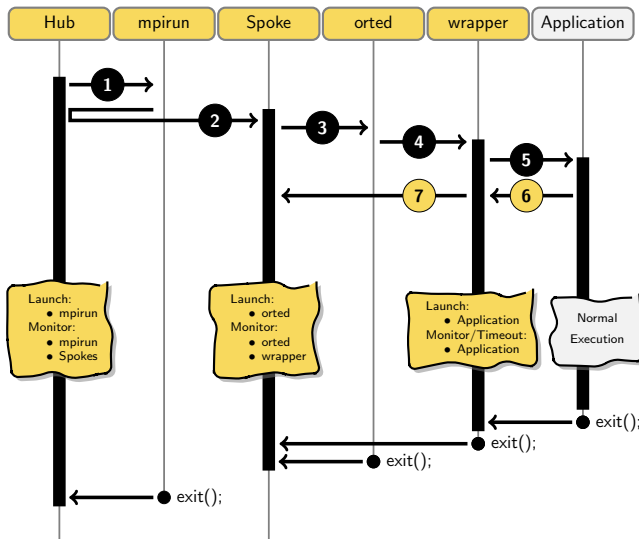 Hub
mpirun
Spoke
orted
wrapper
Application
1
2
3
4
5
7
6
Launch:
• mpirun
Monitor:
• mpirun
• Spokes
Launch:
• orted
Monitor:
• orted
• wrapper
Launch:
• Application
Monitor/Timeout:
• Application
Normal
Execution
exit();
exit();
exit();
exit();